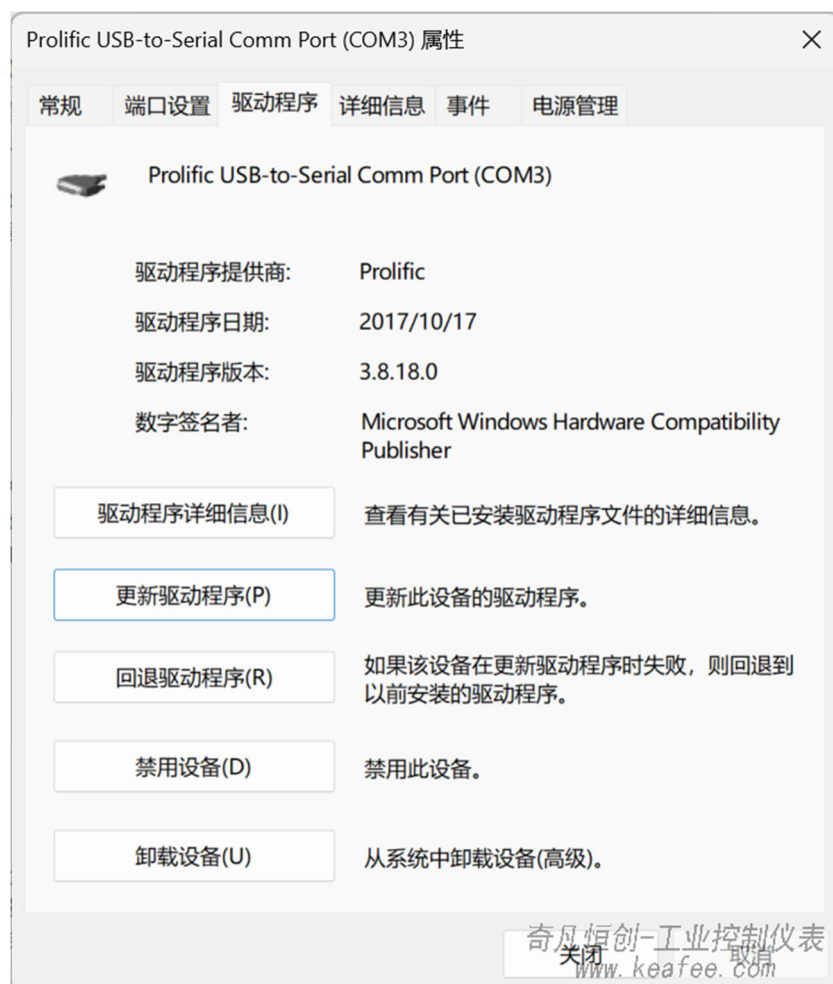 Prolific USB-to-Serial Comm Port (COM3) 属性
常规 端口设置 驱动程序 详细信息 事件 电源管理
Prolific USB-to-Serial Comm Port (COM3)
驱动程序提供商: Prolific
驱动程序日期: 2017/10/17
驱动程序版本: 3.8.18.0
数字签名者: Microsoft Windows Hardware Compatibility
Publisher
驱动程序详细信息(I) 查看有关已安装驱动程序文件的详细信息。
更新驱动程序(P) 更新此设备的驱动程序。
回退驱动程序(R) 如果该设备在更新驱动程序时失败，则回退到
以前安装的驱动程序。
禁用设备(D) 禁用此设备。
卸载设备(U) 从系统中卸载设备(高级)。
奇凡恒创-工业控制仪表
关闭 取消
www.keafee.com